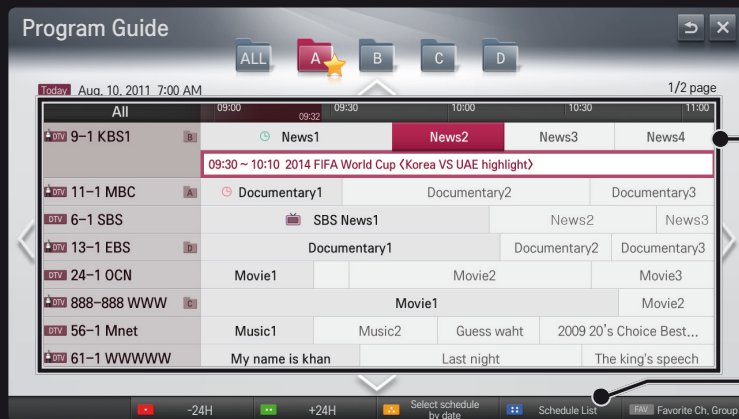 Program Guide
ALL A B C D
Today Aug. 10. 2011 7:00 AM 1/2 page
All 09:00 09:32 09:30 10:00 10:30 11:00
DTV 9-1 KBS1 B News1 News2 News3 News4
09:30 ~ 10:10 2014 FIFA World Cup 〈Korea VS UAE highlight〉
DTV 11-1 MBC A Documentary1 Documentary2 Documentary3
DTV 6-1 SBS SBS News1 News2 News3
DTV 13-1 EBS D Documentary1 Documentary2 Documentary3
DTV 24-1 OCN Movie1 Movie2 Movie3
DTV 888-888 WWW C Movie1 Movie2
DTV 56-1 Mnet Music1 Music2 Guess waht 2009 20's Choice Best...
DTV 61-1 WWWWW My name is khan Last night The king's speech
-24H +24H Select schedule by date Schedule List FAV Favorite Ch. Group